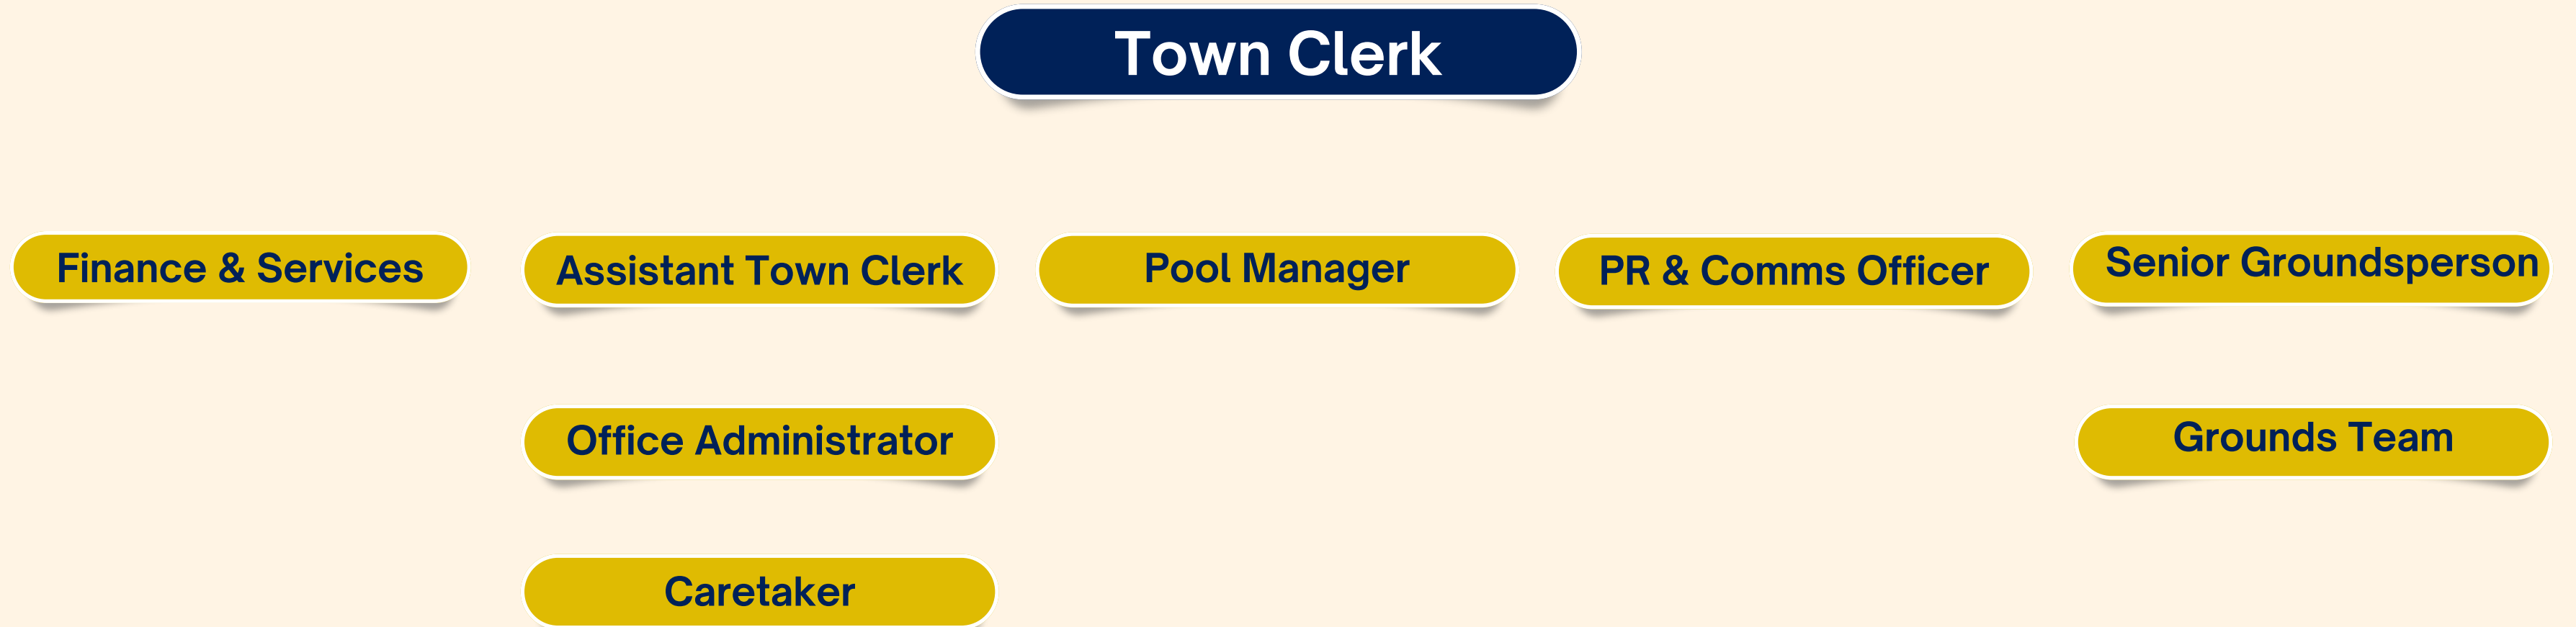 Town Clerk
Finance & Services
Assistant Town Clerk
Pool Manager
PR & Comms Officer
Senior Groundsperson
Office Administrator
Grounds Team
Caretaker